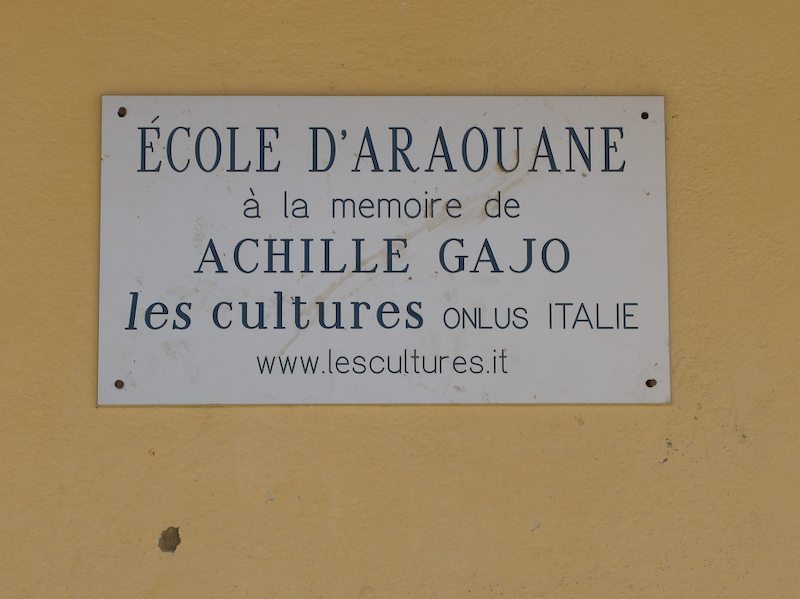 ÉCOLE D'ARAOUANE
à la memoire de
ACHILLE GAJO
les cultures ONLUS ITALIE
www.lescultures.it